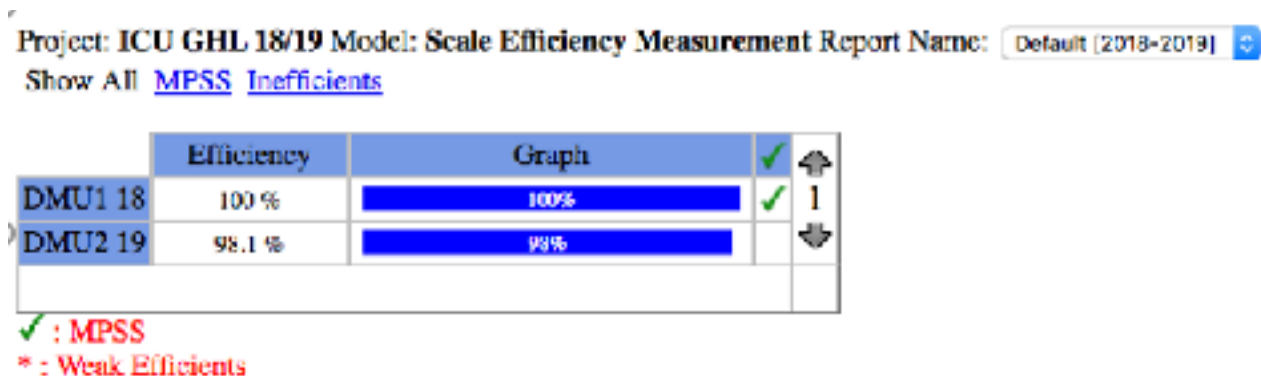 Project: ICU GHL 18/19 Model: Scale Efficiency Measurement Report Name: Default [2018-2019]
Show All MPSS Inefficients
Efficiency Graph ✓
DMU1 18 100 % 100% ✓ 1
DMU2 19 98.1 % 98%
✓ : MPSS
* : Weak Efficients